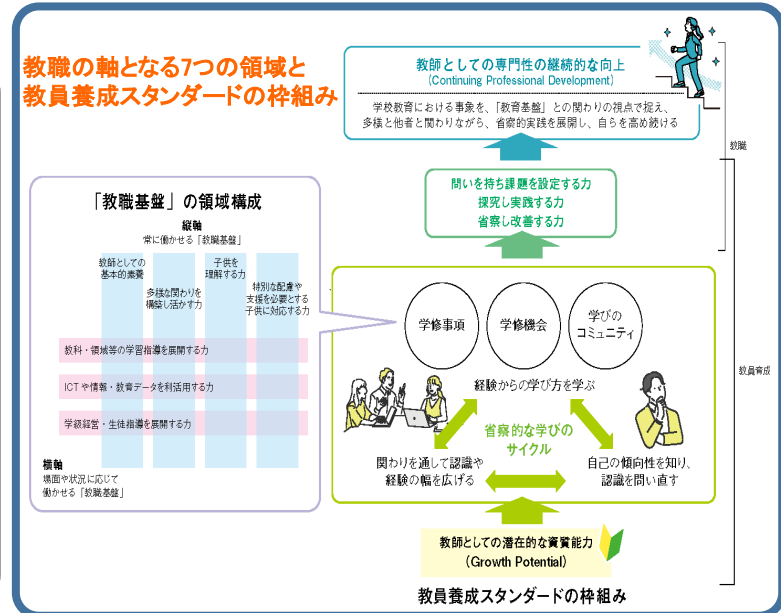 教職の軸となる7つの領域と
教員養成スタンダードの枠組み
教師としての専門性の継続的な向上
(Continuing Professional Development)
学校教育における事象を、「教育基盤」との関わりの視点で捉え、
多様と他者と関わりながら、省察的実践を展開し、自らを高め続ける
教職
問いを持ち課題を設定する力
探究し実践する力
省察し改善する力
「教職基盤」の領域構成
縦軸
常に働かせる「教職基盤」
教師としての
基本的素養
多様な関わりを
構築し活かす力
子供を
理解する力
特別な配慮や
支援を必要とする
子供に対応する力
教科・領域等の学習指導を展開する力
ICTや情報・教育データを利活用する力
学級経営・生徒指導を展開する力
横軸
場面や状況に応じて
働かせる「教職基盤」
学修事項
学修機会
学びの
コミュニティ
経験からの学び方を学ぶ
省察的な学びの
サイクル
関わりを通して認識や
経験の幅を広げる
自己の傾向性を知り、
認識を問い直す
教員育成
教師としての潜在的な資質能力
(Growth Potential)
教員養成スタンダードの枠組み